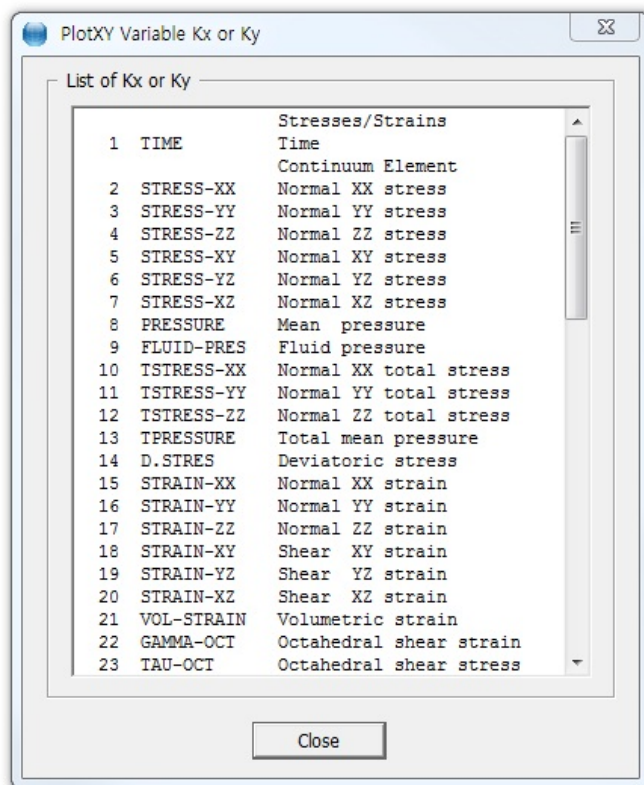 PlotXY Variable Kx or Ky
List of Kx or Ky
Stresses/Strains
1 TIME Time
Continuum Element
2 STRESS-XX Normal XX stress
3 STRESS-YY Normal YY stress
4 STRESS-ZZ Normal ZZ stress
5 STRESS-XY Normal XY stress
6 STRESS-YZ Normal YZ stress
7 STRESS-XZ Normal XZ stress
8 PRESSURE Mean pressure
9 FLUID-PRES Fluid pressure
10 TSTRESS-XX Normal XX total stress
11 TSTRESS-YY Normal YY total stress
12 TSTRESS-ZZ Normal ZZ total stress
13 TPRESSURE Total mean pressure
14 D.STRES Deviatoric stress
15 STRAIN-XX Normal XX strain
16 STRAIN-YY Normal YY strain
17 STRAIN-ZZ Normal ZZ strain
18 STRAIN-XY Shear XY strain
19 STRAIN-YZ Shear YZ strain
20 STRAIN-XZ Shear XZ strain
21 VOL-STRAIN Volumetric strain
22 GAMMA-OCT Octahedral shear strain
23 TAU-OCT Octahedral shear stress
Close